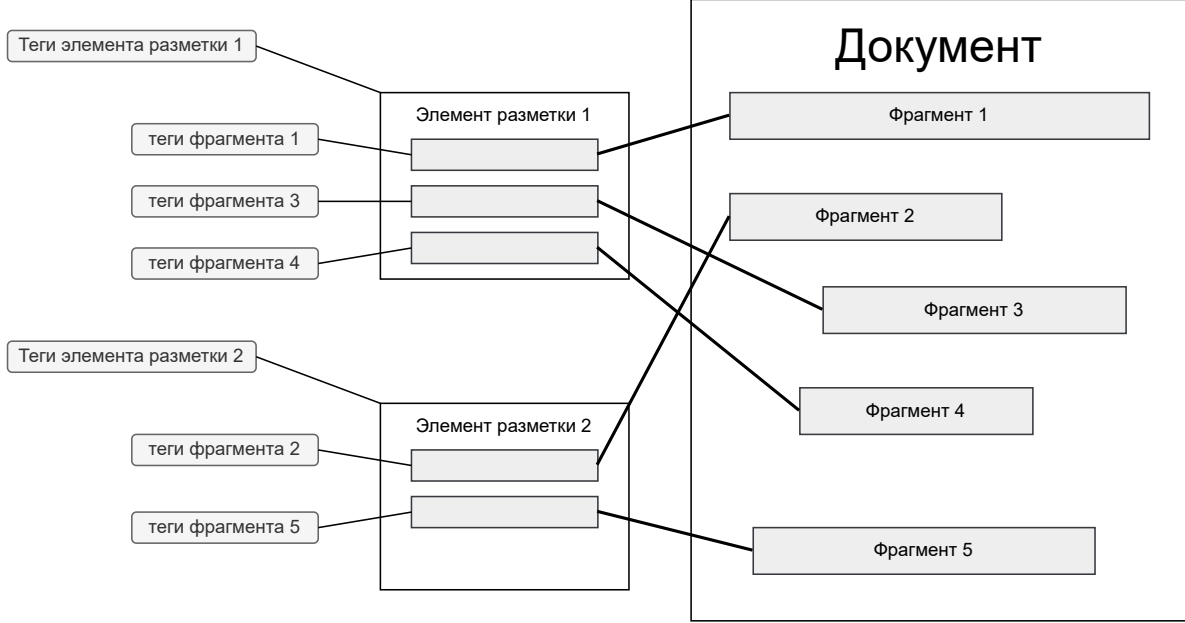 Теги элемента разметки 1
Элемент разметки 1
теги фрагмента 1
теги фрагмента 3
теги фрагмента 4
Теги элемента разметки 2
Элемент разметки 2
теги фрагмента 2
теги фрагмента 5
Документ
Фрагмент 1
Фрагмент 2
Фрагмент 3
Фрагмент 4
Фрагмент 5